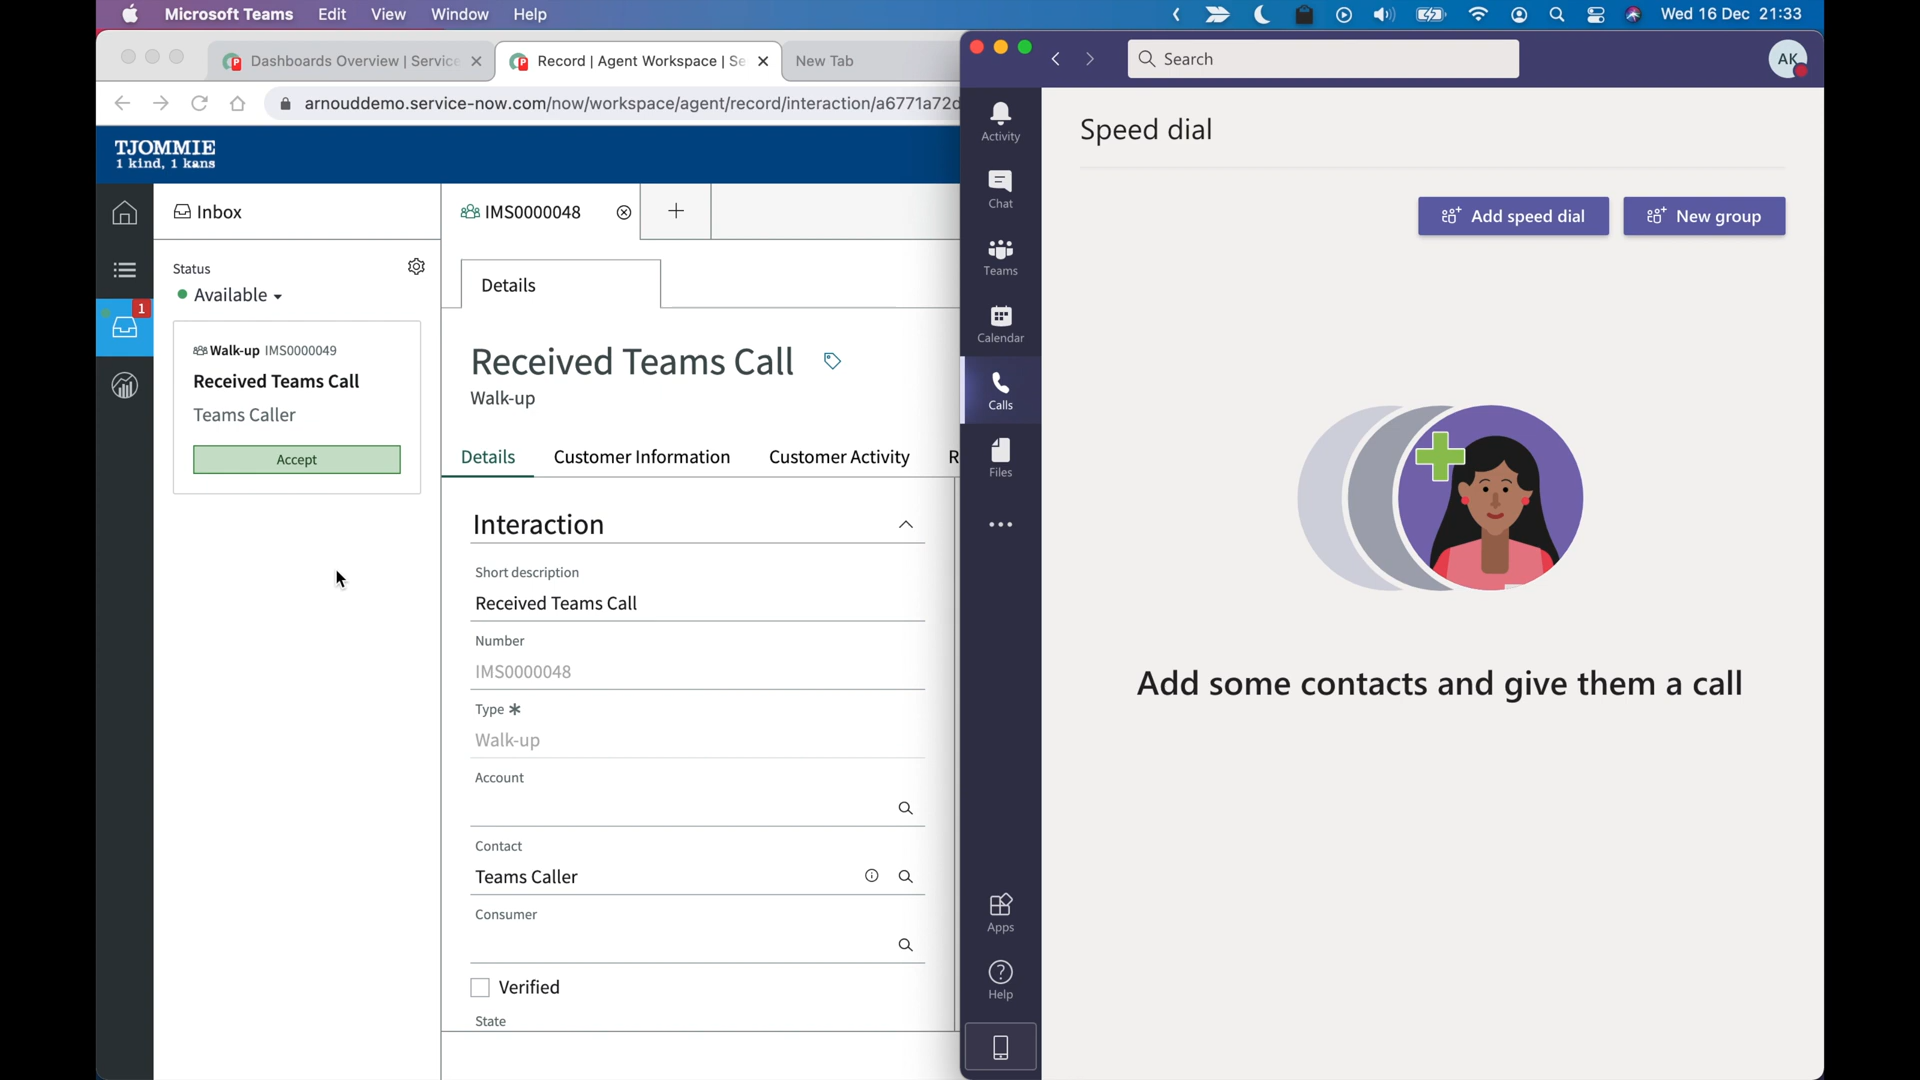 Microsoft Teams Edit View Window Help
Wed 16 Dec 21:33
Dashboards Overview | Service
Record | Agent Workspace | Se
New Tab
arnouddemo.service-now.com/now/workspace/agent/record/interaction/a6771a72d
TJOMMIE
1 kind, 1 kans
Inbox
Status
Available
1
Walk-up IMS0000049
Received Teams Call
Teams Caller
Accept
IMS0000048
Details
Received Teams Call
Walk-up
Details Customer Information Customer Activity R
Interaction
Short description
Received Teams Call
Number
IMS0000048
Type
Walk-up
Account
Contact
Teams Caller
Consumer
Verified
State
Search
AK
Activity
Chat
Teams
Calendar
Calls
Files
Apps
Help
Speed dial
Add speed dial
New group
Add some contacts and give them a call